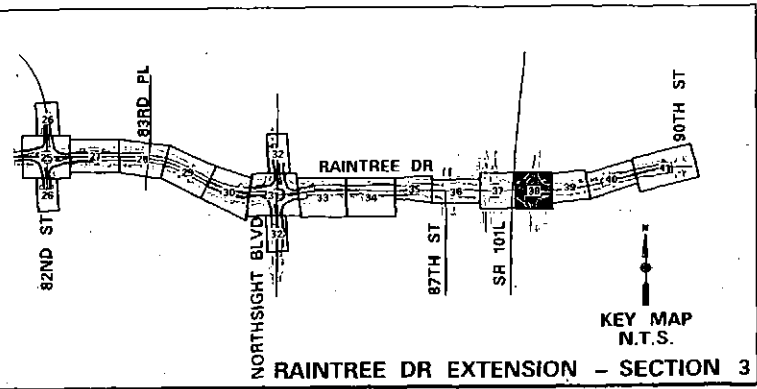 83RD PL
90TH ST
26
32
25
27
28
29
30
31
RAINTREE DR
33
34
35
36
37
38
39
40
41
26
32
82ND ST
NORTHSIGHT BLVD
87TH ST
SR 101L
N
KEY MAP
N.T.S.
RAINTREE DR EXTENSION - SECTION 3